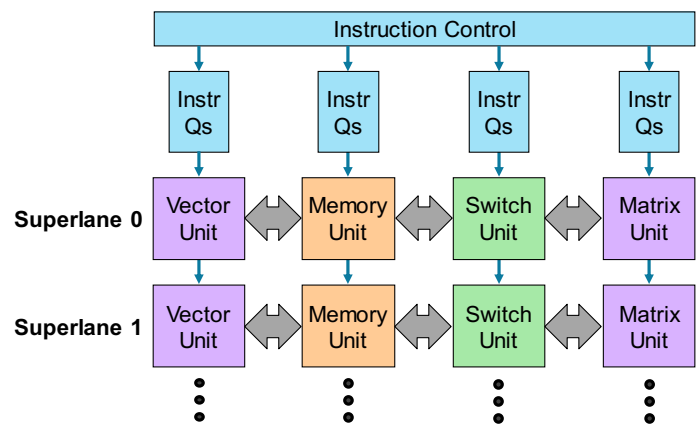 Instruction Control
Instr
Qs
Instr
Qs
Instr
Qs
Instr
Qs
Superlane 0
Vector
Unit
Memory
Unit
Switch
Unit
Matrix
Unit
Superlane 1
Vector
Unit
Memory
Unit
Switch
Unit
Matrix
Unit